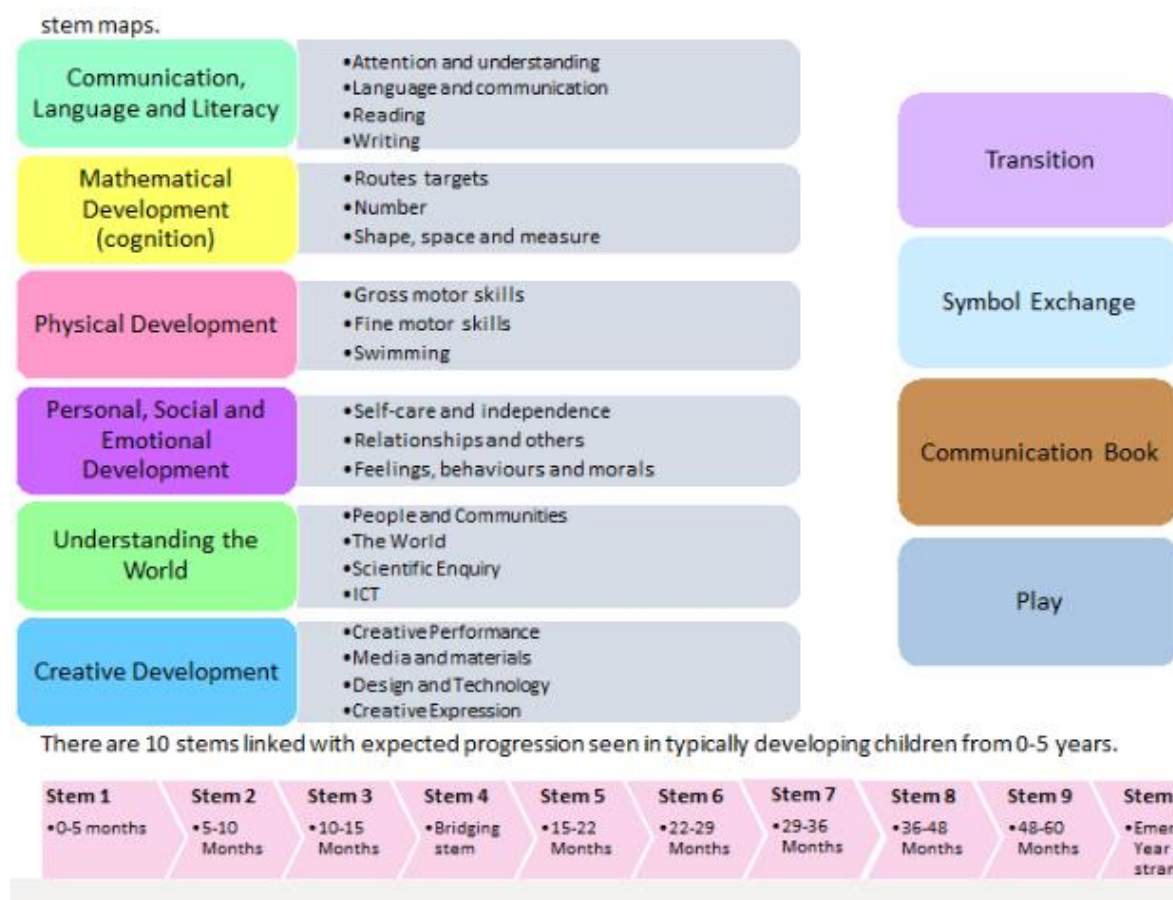 stem maps.
Communication,
Language and Literacy
•Attention and understanding
•Language and communication
•Reading
•Writing
Mathematical
Development
(cognition)
•Routes targets
•Number
•Shape, space and measure
Physical Development
•Gross motor skills
•Fine motor skills
•Swimming
Personal, Social and
Emotional
Development
•Self-care and independence
•Relationships and others
•Feelings, behaviours and morals
Understanding the
World
•People and Communities
•The World
•Scientific Enquiry
•ICT
Creative Development
•Creative Performance
•Media and materials
•Design and Technology
•Creative Expression
Transition
Symbol Exchange
Communication Book
Play
There are 10 stems linked with expected progression seen in typically developing children from 0-5 years.
Stem 1
•0-5 months
Stem 2
•5-10
Months
Stem 3
•10-15
Months
Stem 4
•Bridging
stem
Stem 5
•15-22
Months
Stem 6
•22-29
Months
Stem 7
•29-36
Months
Stem 8
•36-48
Months
Stem 9
•48-60
Months
Stem
Year